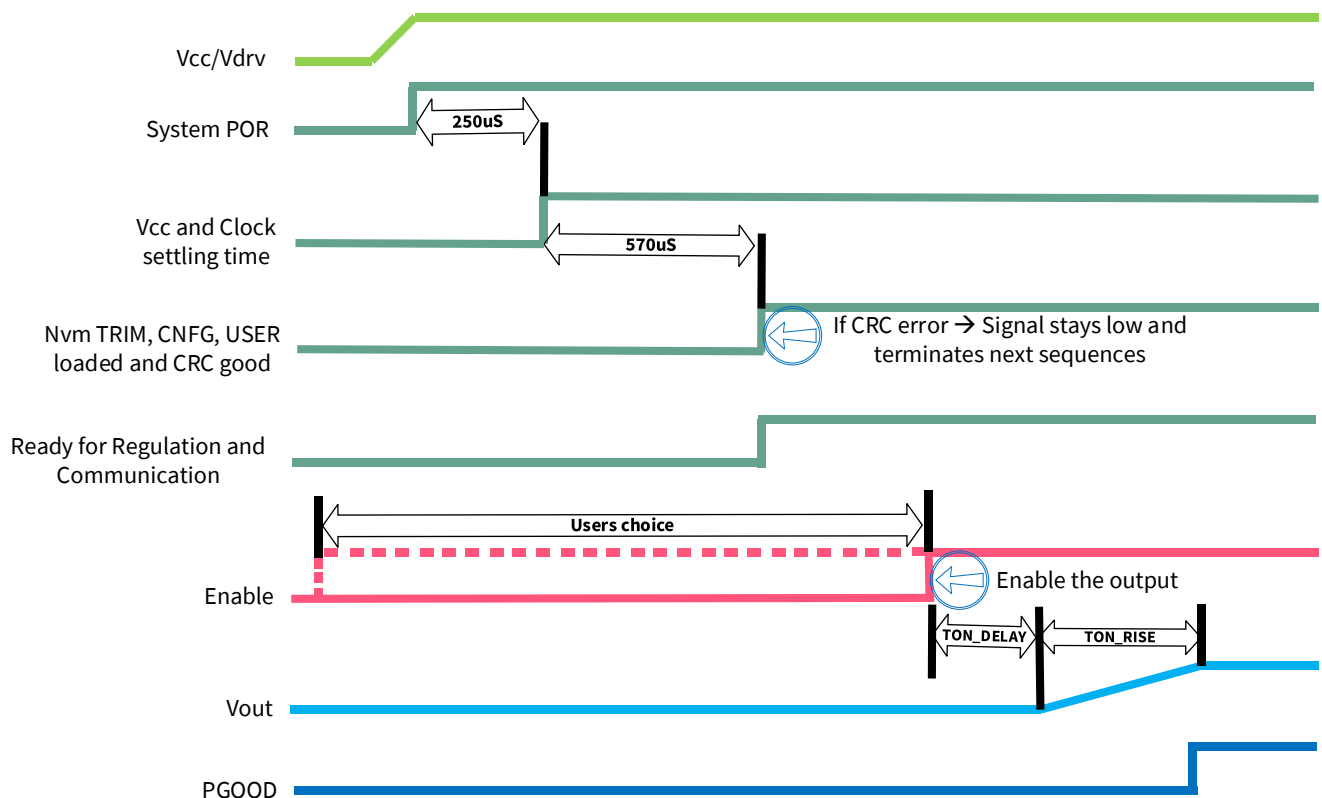 Vcc/Vdrv
System POR
250uS
Vcc and Clock
settling time
570uS
Nvm TRIM, CNFG, USER
loaded and CRC good
If CRC error → Signal stays low and
terminates next sequences
Ready for Regulation and
Communication
Users choice
Enable
Enable the output
TON_DELAY
TON_RISE
Vout
PGOOD